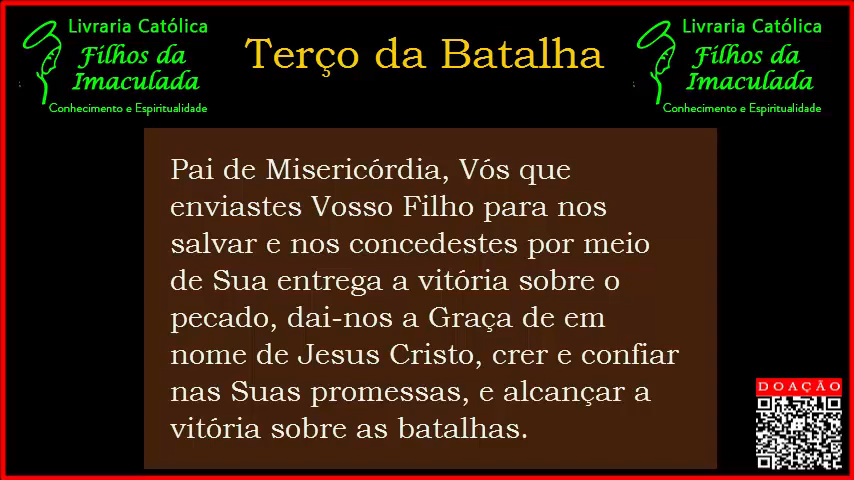 Livraria Católica
Filhos da
Imaculada
Conhecimento e Espiritualidade
Terço da Batalha
Livraria Católica
Filhos da
Imaculada
Conhecimento e Espiritualidade
Pai de Misericórdia, Vós que
enviastes Vosso Filho para nos
salvar e nos concedestes por meio
de Sua entrega a vitória sobre o
pecado, dai-nos a Graça de em
nome de Jesus Cristo, crer e confiar
nas Suas promessas, e alcançar a
vitória sobre as batalhas.
DOAÇÃO